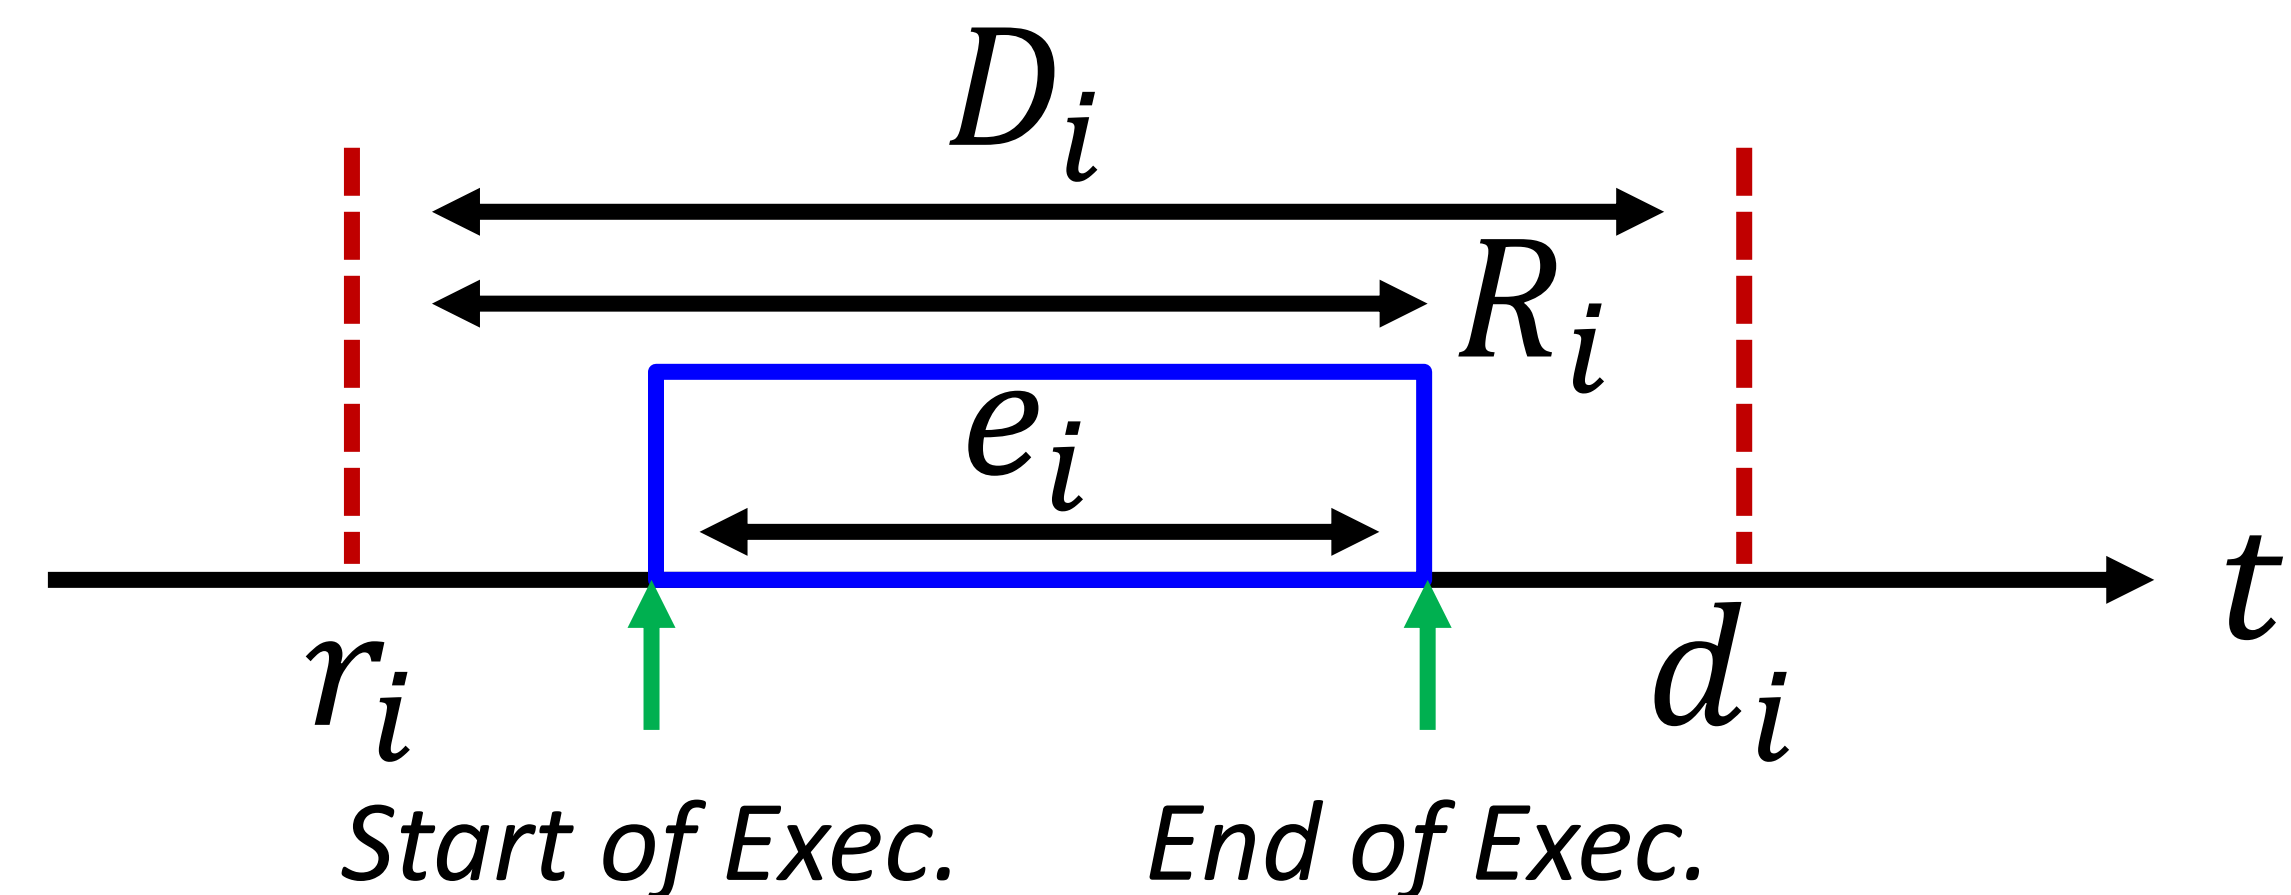 D_i
R_i
e_i
t
r_i
d_i
Start of Exec.
End of Exec.